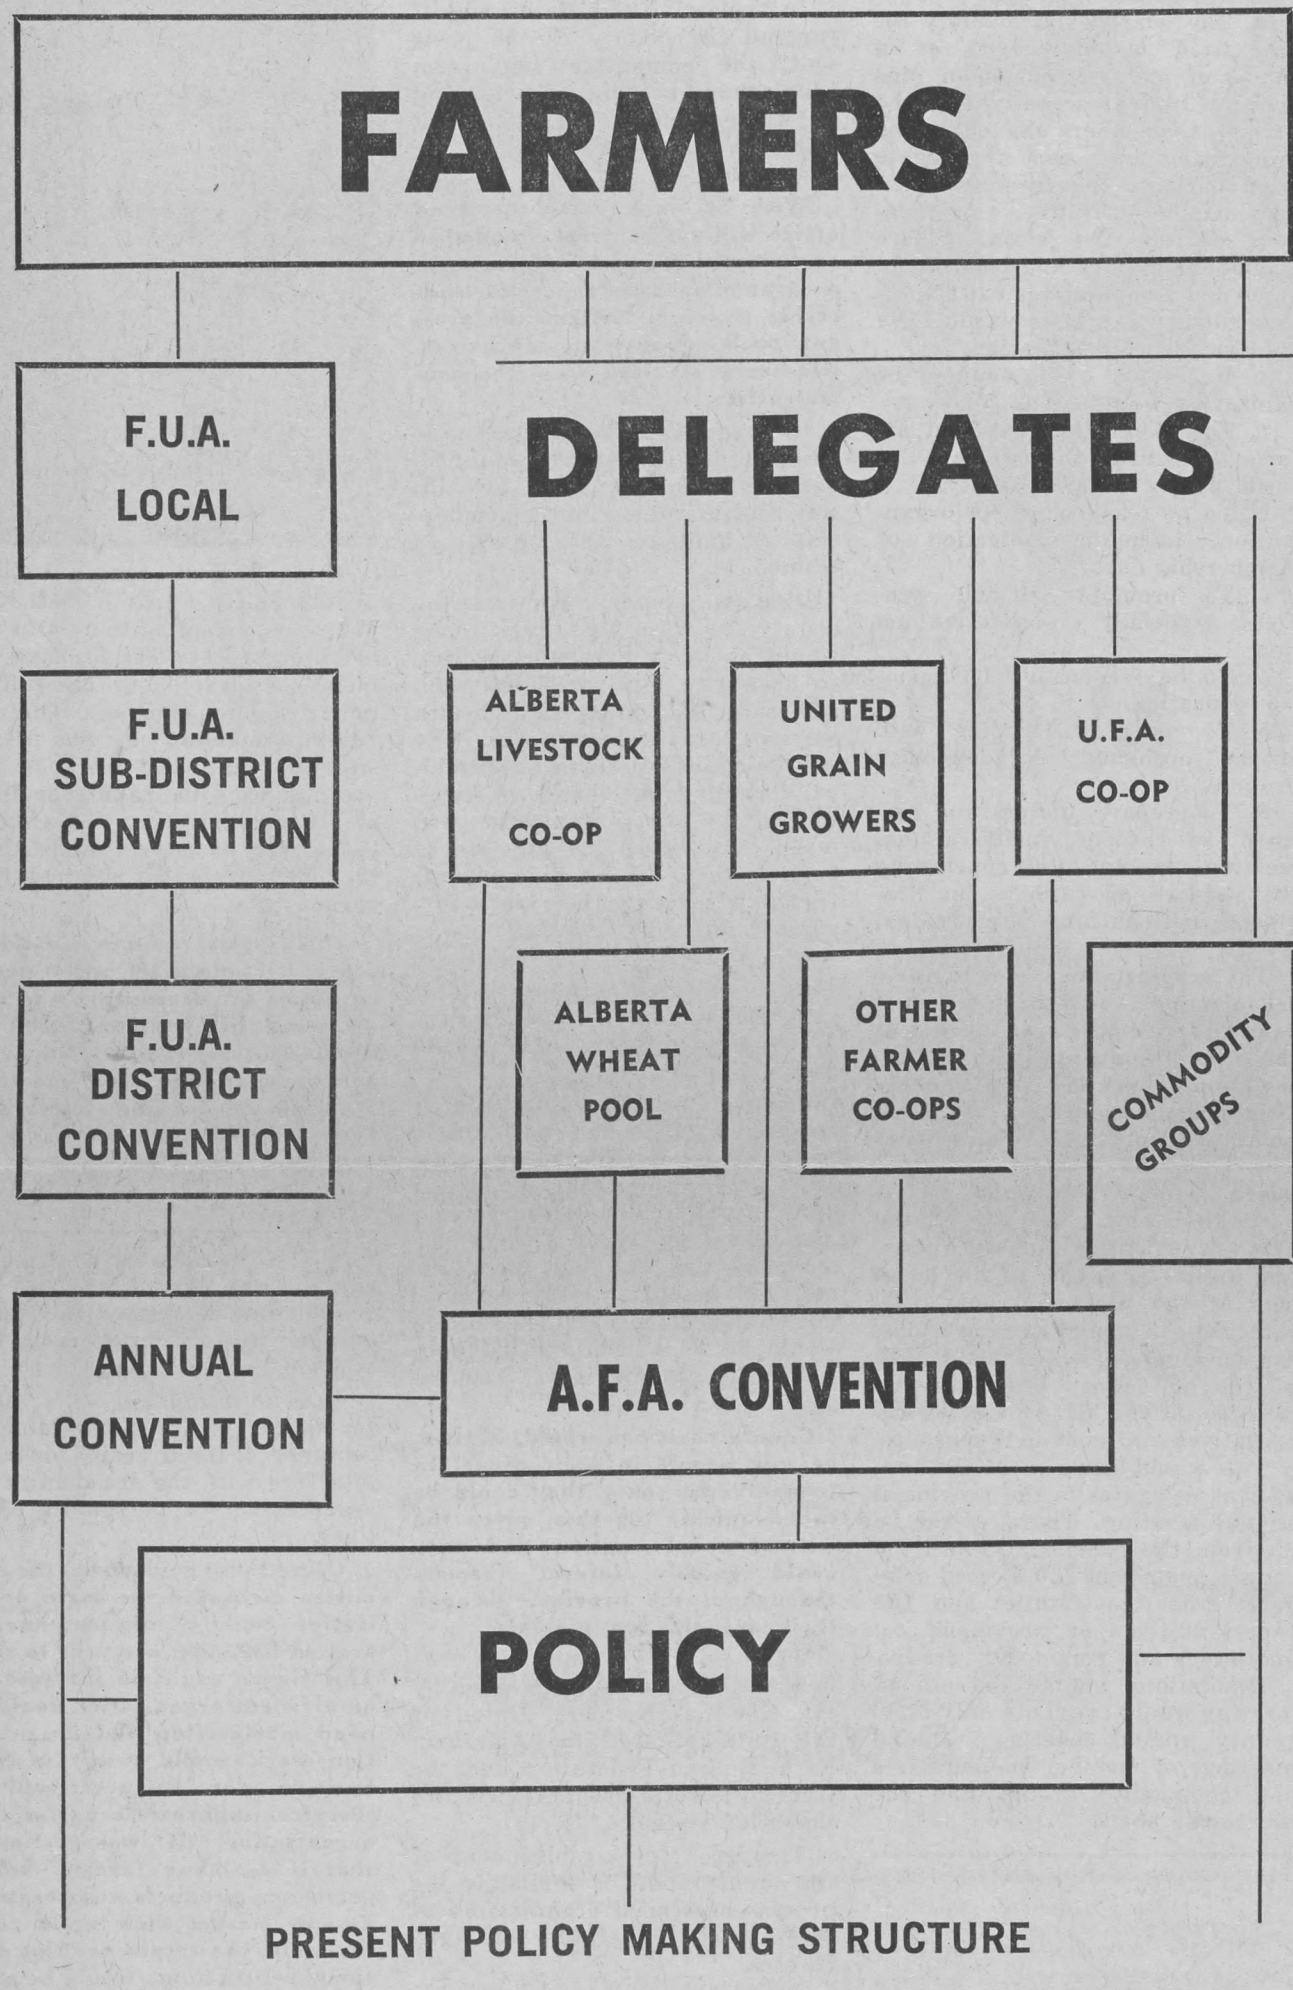 FARMERS
F.U.A.
LOCAL
DELEGATES
F.U.A.
SUB-DISTRICT
CONVENTION
ALBERTA
LIVESTOCK
CO-OP
UNITED
GRAIN
GROWERS
U.F.A.
CO-OP
F.U.A.
DISTRICT
CONVENTION
ALBERTA
WHEAT
POOL
OTHER
FARMER
CO-OPS
COMMODITY
GROUPS
ANNUAL
CONVENTION
A.F.A. CONVENTION
POLICY
PRESENT POLICY MAKING STRUCTURE